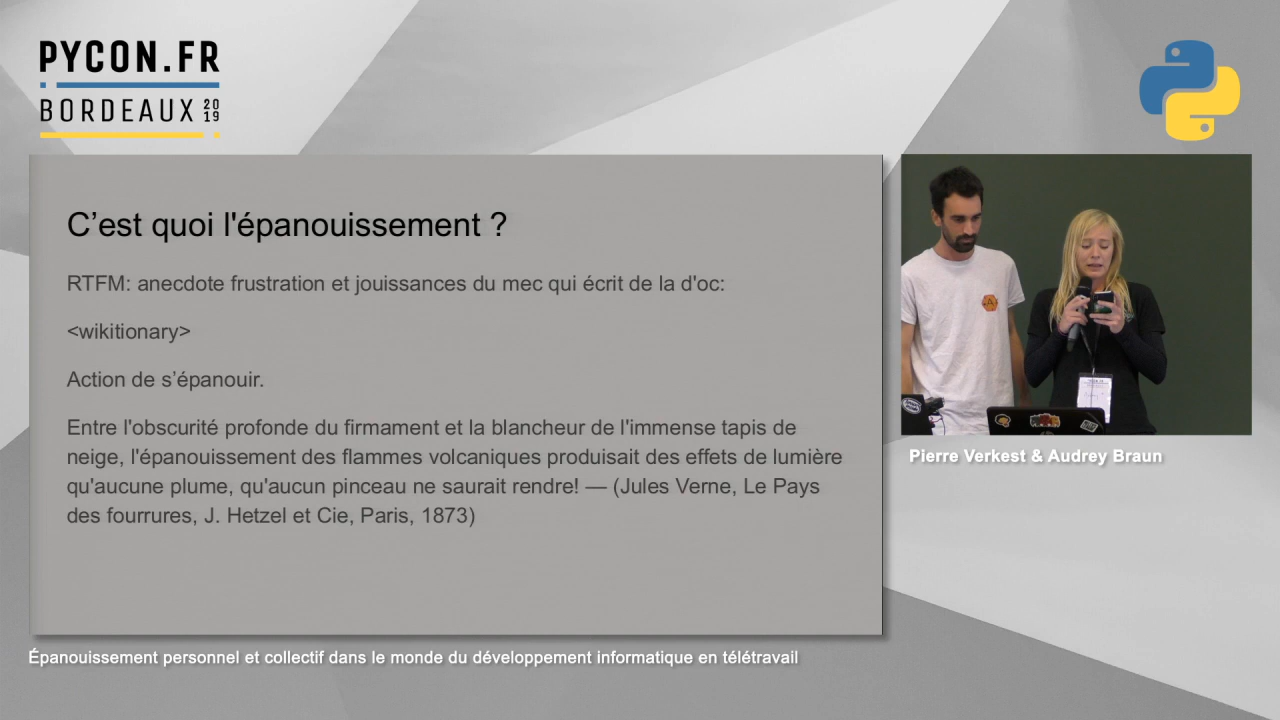 PYCON.FR
BORDEAUX 2019
C’est quoi l'épanouissement ?
RTFM: anecdote frustration et jouissances du mec qui écrit de la d'oc:
<wikitionary>
Action de s’épanouir.
Entre l'obscurité profonde du firmament et la blancheur de l'immense tapis de
neige, l'épanouissement des flammes volcaniques produisait des effets de lumière
qu'aucune plume, qu'aucun pinceau ne saurait rendre! — (Jules Verne, Le Pays
des fourrures, J. Hetzel et Cie, Paris, 1873)
Pierre Verkest & Audrey Braun
Épanouissement personnel et collectif dans le monde du développement informatique en télétravail